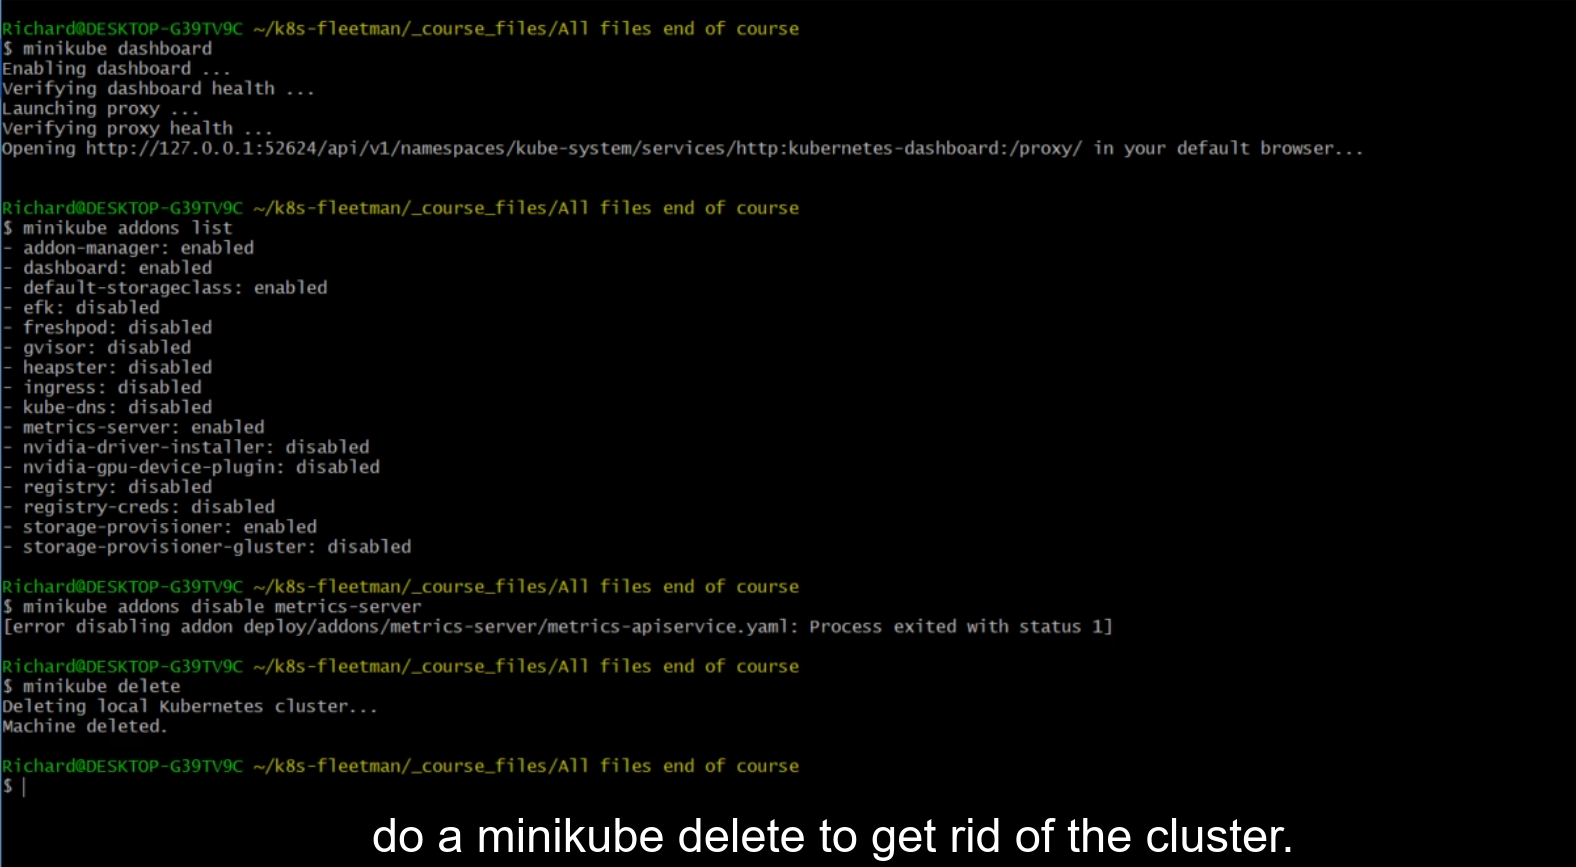 Richard@DESKTOP-G39TV9C ~/k8s-fleetman/_course_files/All files end of course
$ minikube dashboard
Enabling dashboard ...
Verifying dashboard health ...
Launching proxy ...
Verifying proxy health ...
Opening http://127.0.0.1:52624/api/v1/namespaces/kube-system/services/http:kubernetes-dashboard:/proxy/ in your default browser...
Richard@DESKTOP-G39TV9C ~/k8s-fleetman/_course_files/All files end of course
$ minikube addons list
- addon-manager: enabled
- dashboard: enabled
- default-storageclass: enabled
- efk: disabled
- freshpod: disabled
- gvisor: disabled
- heapster: disabled
- ingress: disabled
- kube-dns: disabled
- metrics-server: enabled
- nvidia-driver-installer: disabled
- nvidia-gpu-device-plugin: disabled
- registry: disabled
- registry-creds: disabled
- storage-provisioner: enabled
- storage-provisioner-gluster: disabled
Richard@DESKTOP-G39TV9C ~/k8s-fleetman/_course_files/All files end of course
$ minikube addons disable metrics-server
[error disabling addon deploy/addons/metrics-server/metrics-apiservice.yaml: Process exited with status 1]
Richard@DESKTOP-G39TV9C ~/k8s-fleetman/_course_files/All files end of course
$ minikube delete
Deleting local Kubernetes cluster...
Machine deleted.
Richard@DESKTOP-G39TV9C ~/k8s-fleetman/_course_files/All files end of course
$
do a minikube delete to get rid of the cluster.